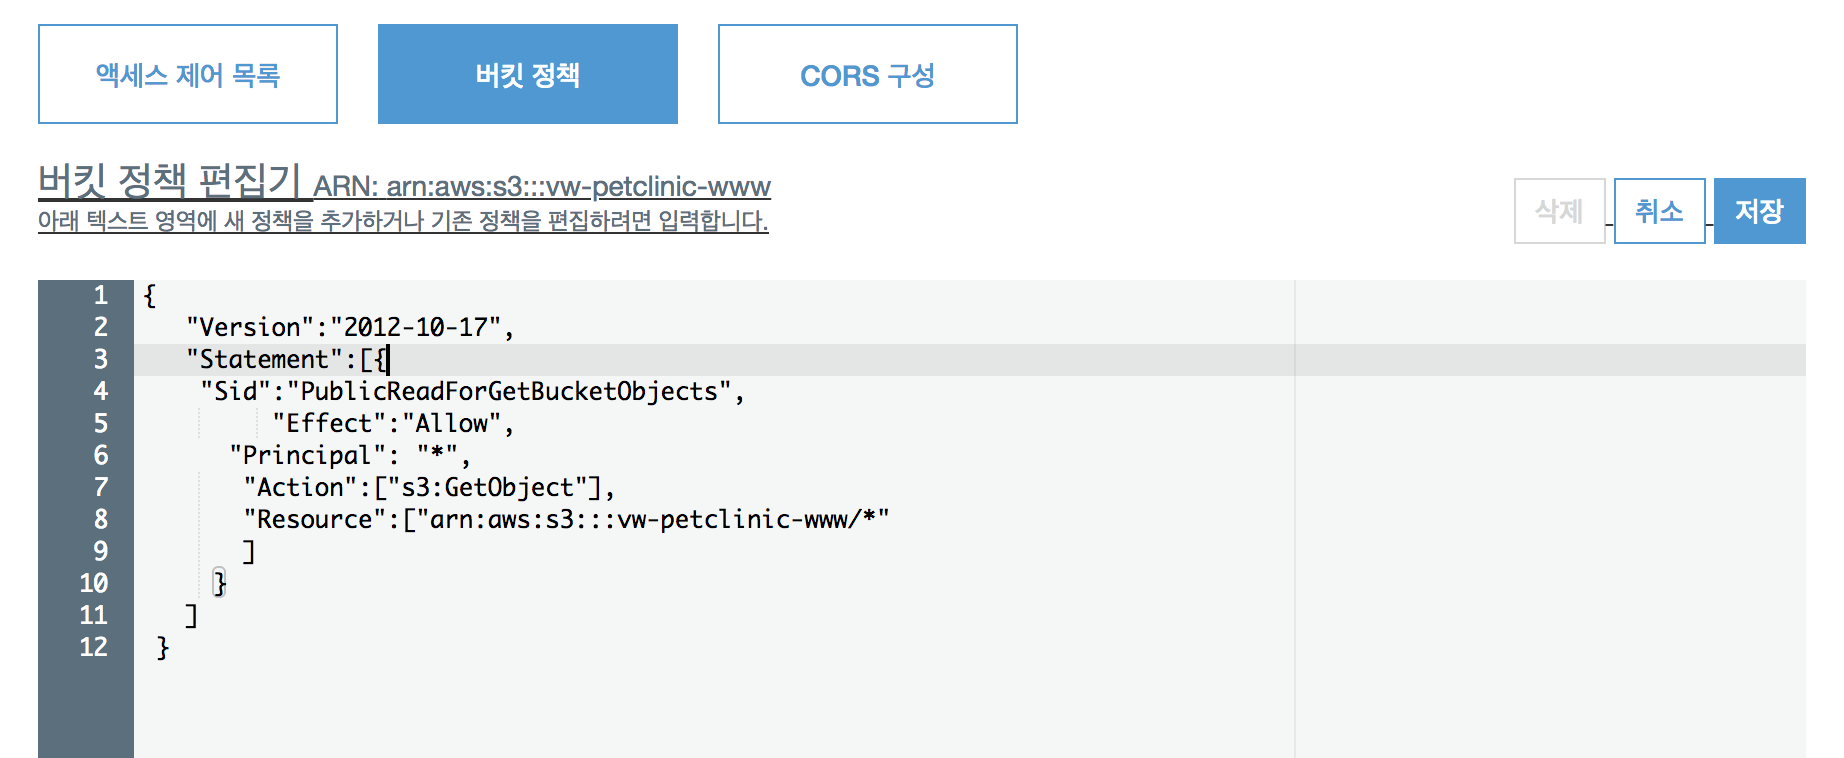 액세스 제어 목록
버킷 정책
CORS 구성
버킷 정책 편집기 ARN: arn:aws:s3:::vw-petclinic-www
아래 텍스트 영역에 새 정책을 추가하거나 기존 정책을 편집하려면 입력합니다.
삭제 취소 저장
1 {
2 "Version":"2012-10-17",
3 "Statement":[{
4 "Sid":"PublicReadForGetBucketObjects",
5 "Effect":"Allow",
6 "Principal": "*",
7 "Action":["s3:GetObject"],
8 "Resource":["arn:aws:s3:::vw-petclinic-www/*"
9 ]
10 }
11 ]
12 }